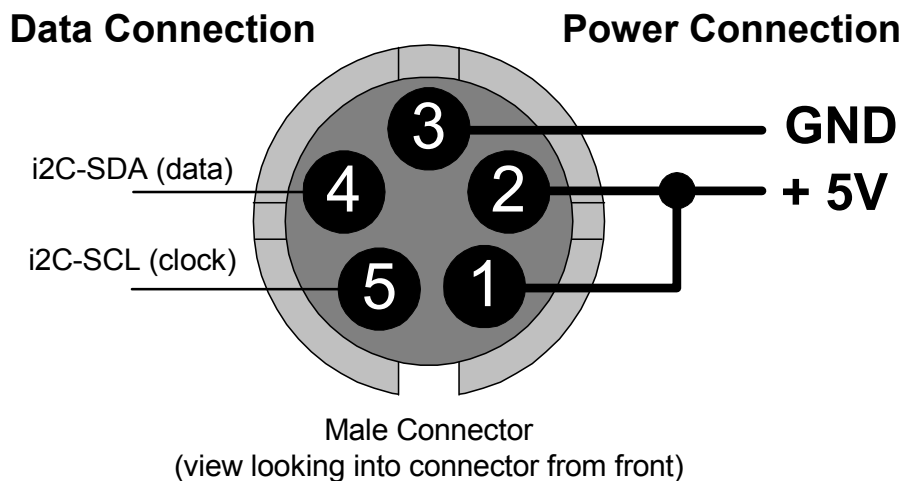 Data Connection
Power Connection
3
GND
i2C-SDA (data)
4
2
+ 5V
i2C-SCL (clock)
5
1
Male Connector
(view looking into connector from front)